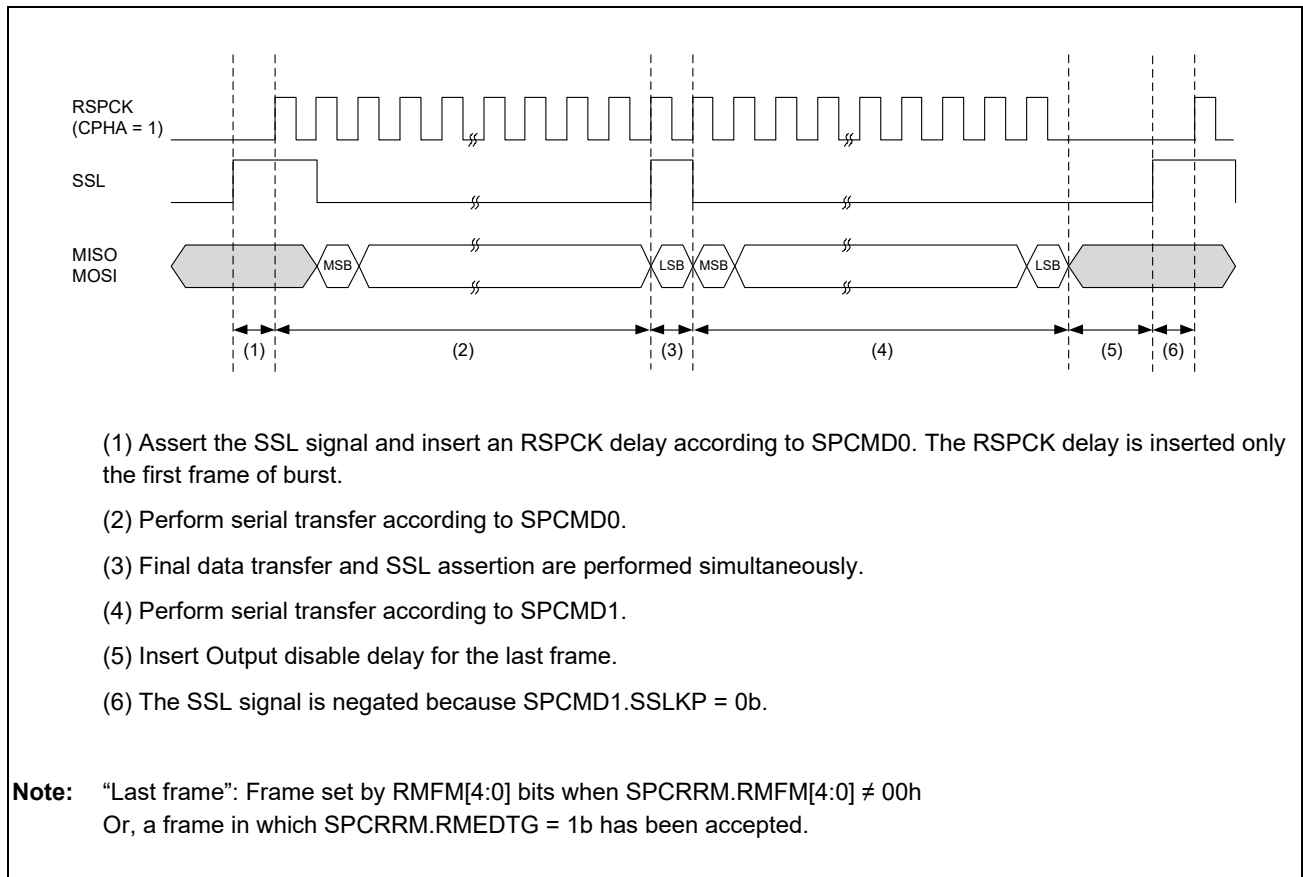 RSPCK
(CPHA = 1)
SSL
MISO
MOSI
MSB
LSB
MSB
LSB
(1)
(2)
(3)
(4)
(5)
(6)
(1) Assert the SSL signal and insert an RSPCK delay according to SPCMD0. The RSPCK delay is inserted only
the first frame of burst.
(2) Perform serial transfer according to SPCMD0.
(3) Final data transfer and SSL assertion are performed simultaneously.
(4) Perform serial transfer according to SPCMD1.
(5) Insert Output disable delay for the last frame.
(6) The SSL signal is negated because SPCMD1.SSLKP = 0b.
Note: “Last frame”: Frame set by RMFM[4:0] bits when SPCRRM.RMFM[4:0] ≠ 00h
Or, a frame in which SPCRRM.RMEDTG = 1b has been accepted.